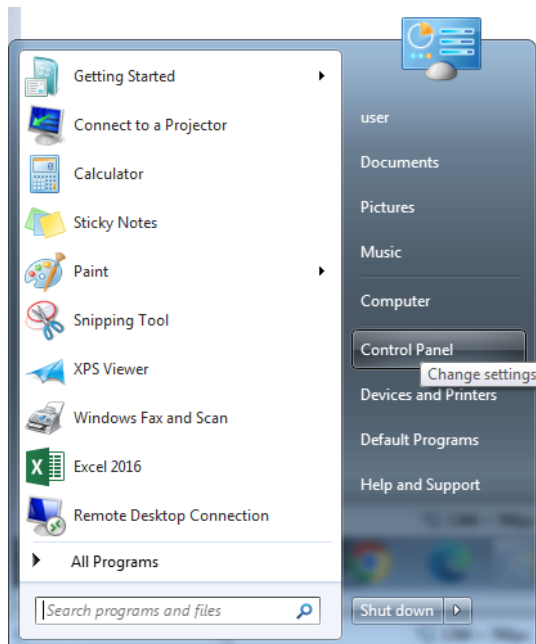 Getting Started
Connect to a Projector
Calculator
Sticky Notes
Paint
Snipping Tool
XPS Viewer
Windows Fax and Scan
Excel 2016
Remote Desktop Connection
All Programs
Search programs and files
user
Documents
Pictures
Music
Computer
Control Panel
Change settings
Devices and Printers
Default Programs
Help and Support
Shut down